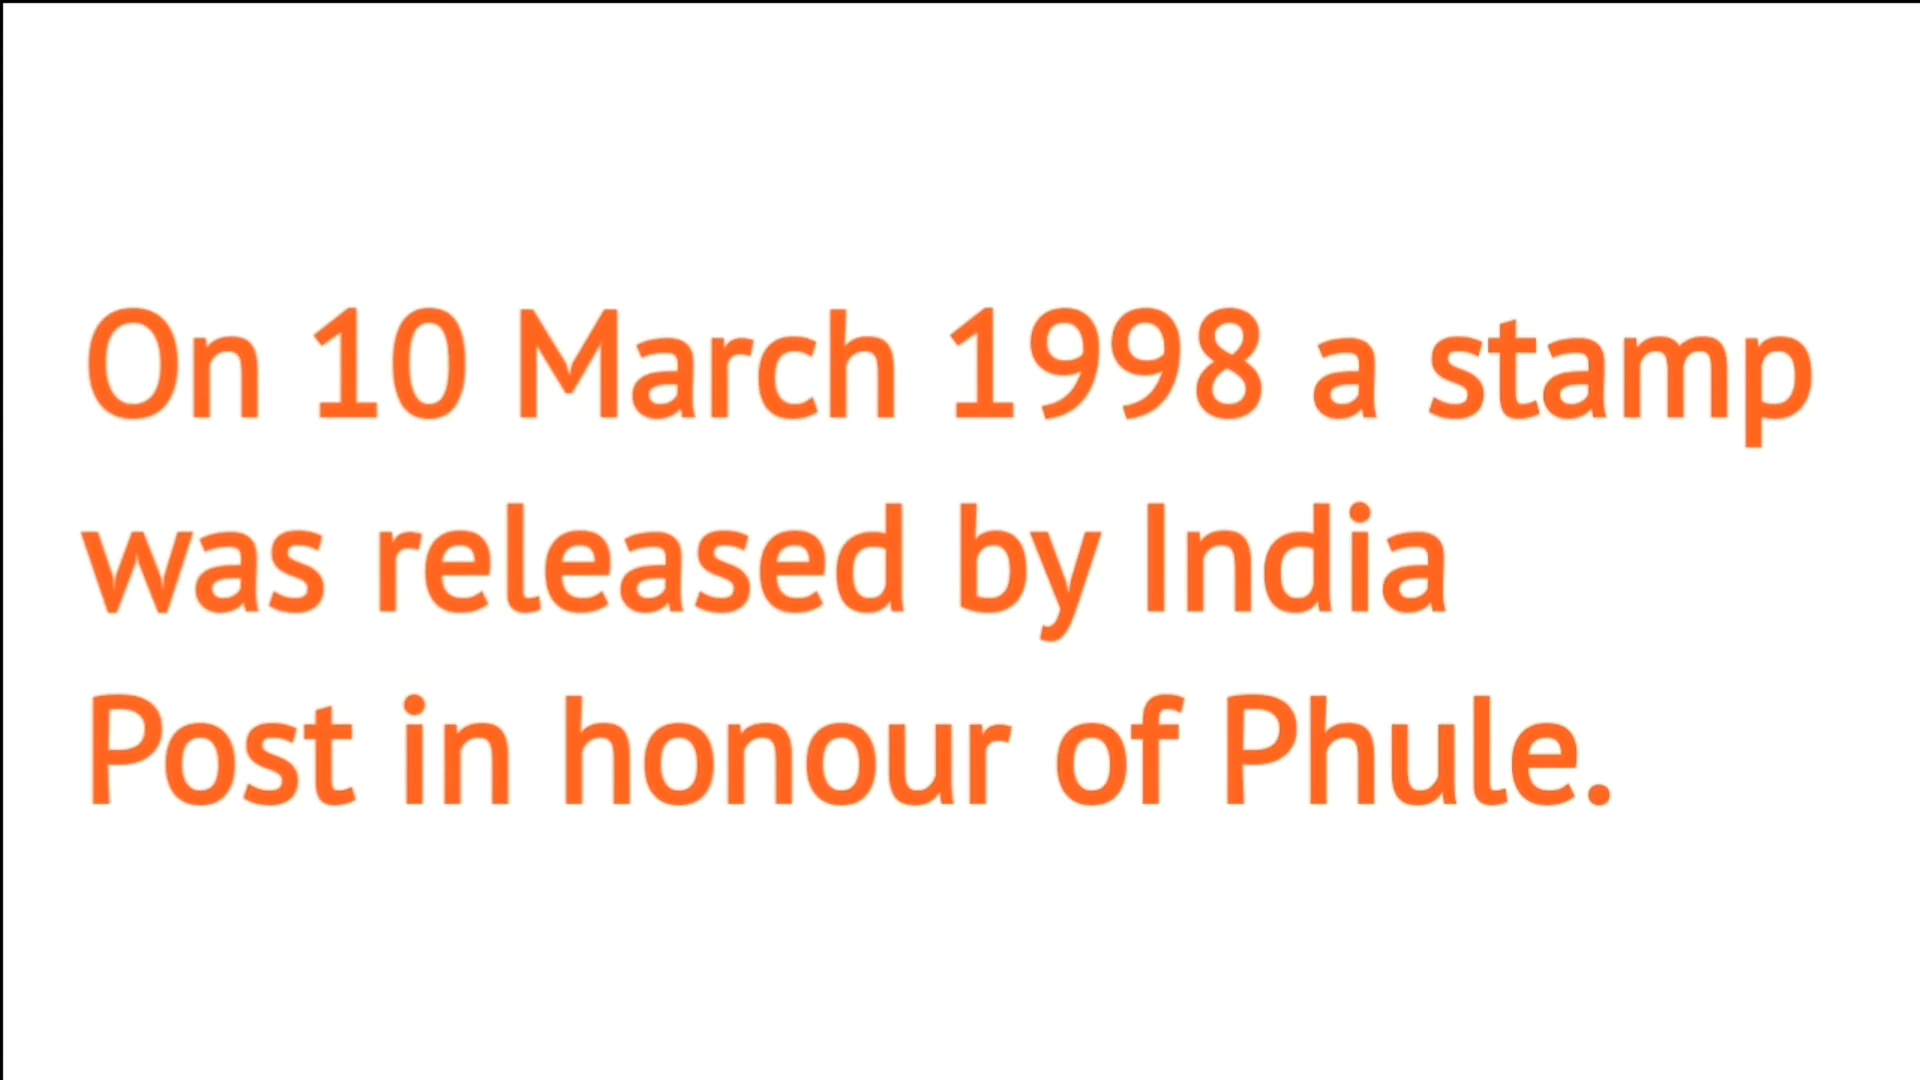 On 10 March 1998 a stamp
was released by India
Post in honour of Phule.